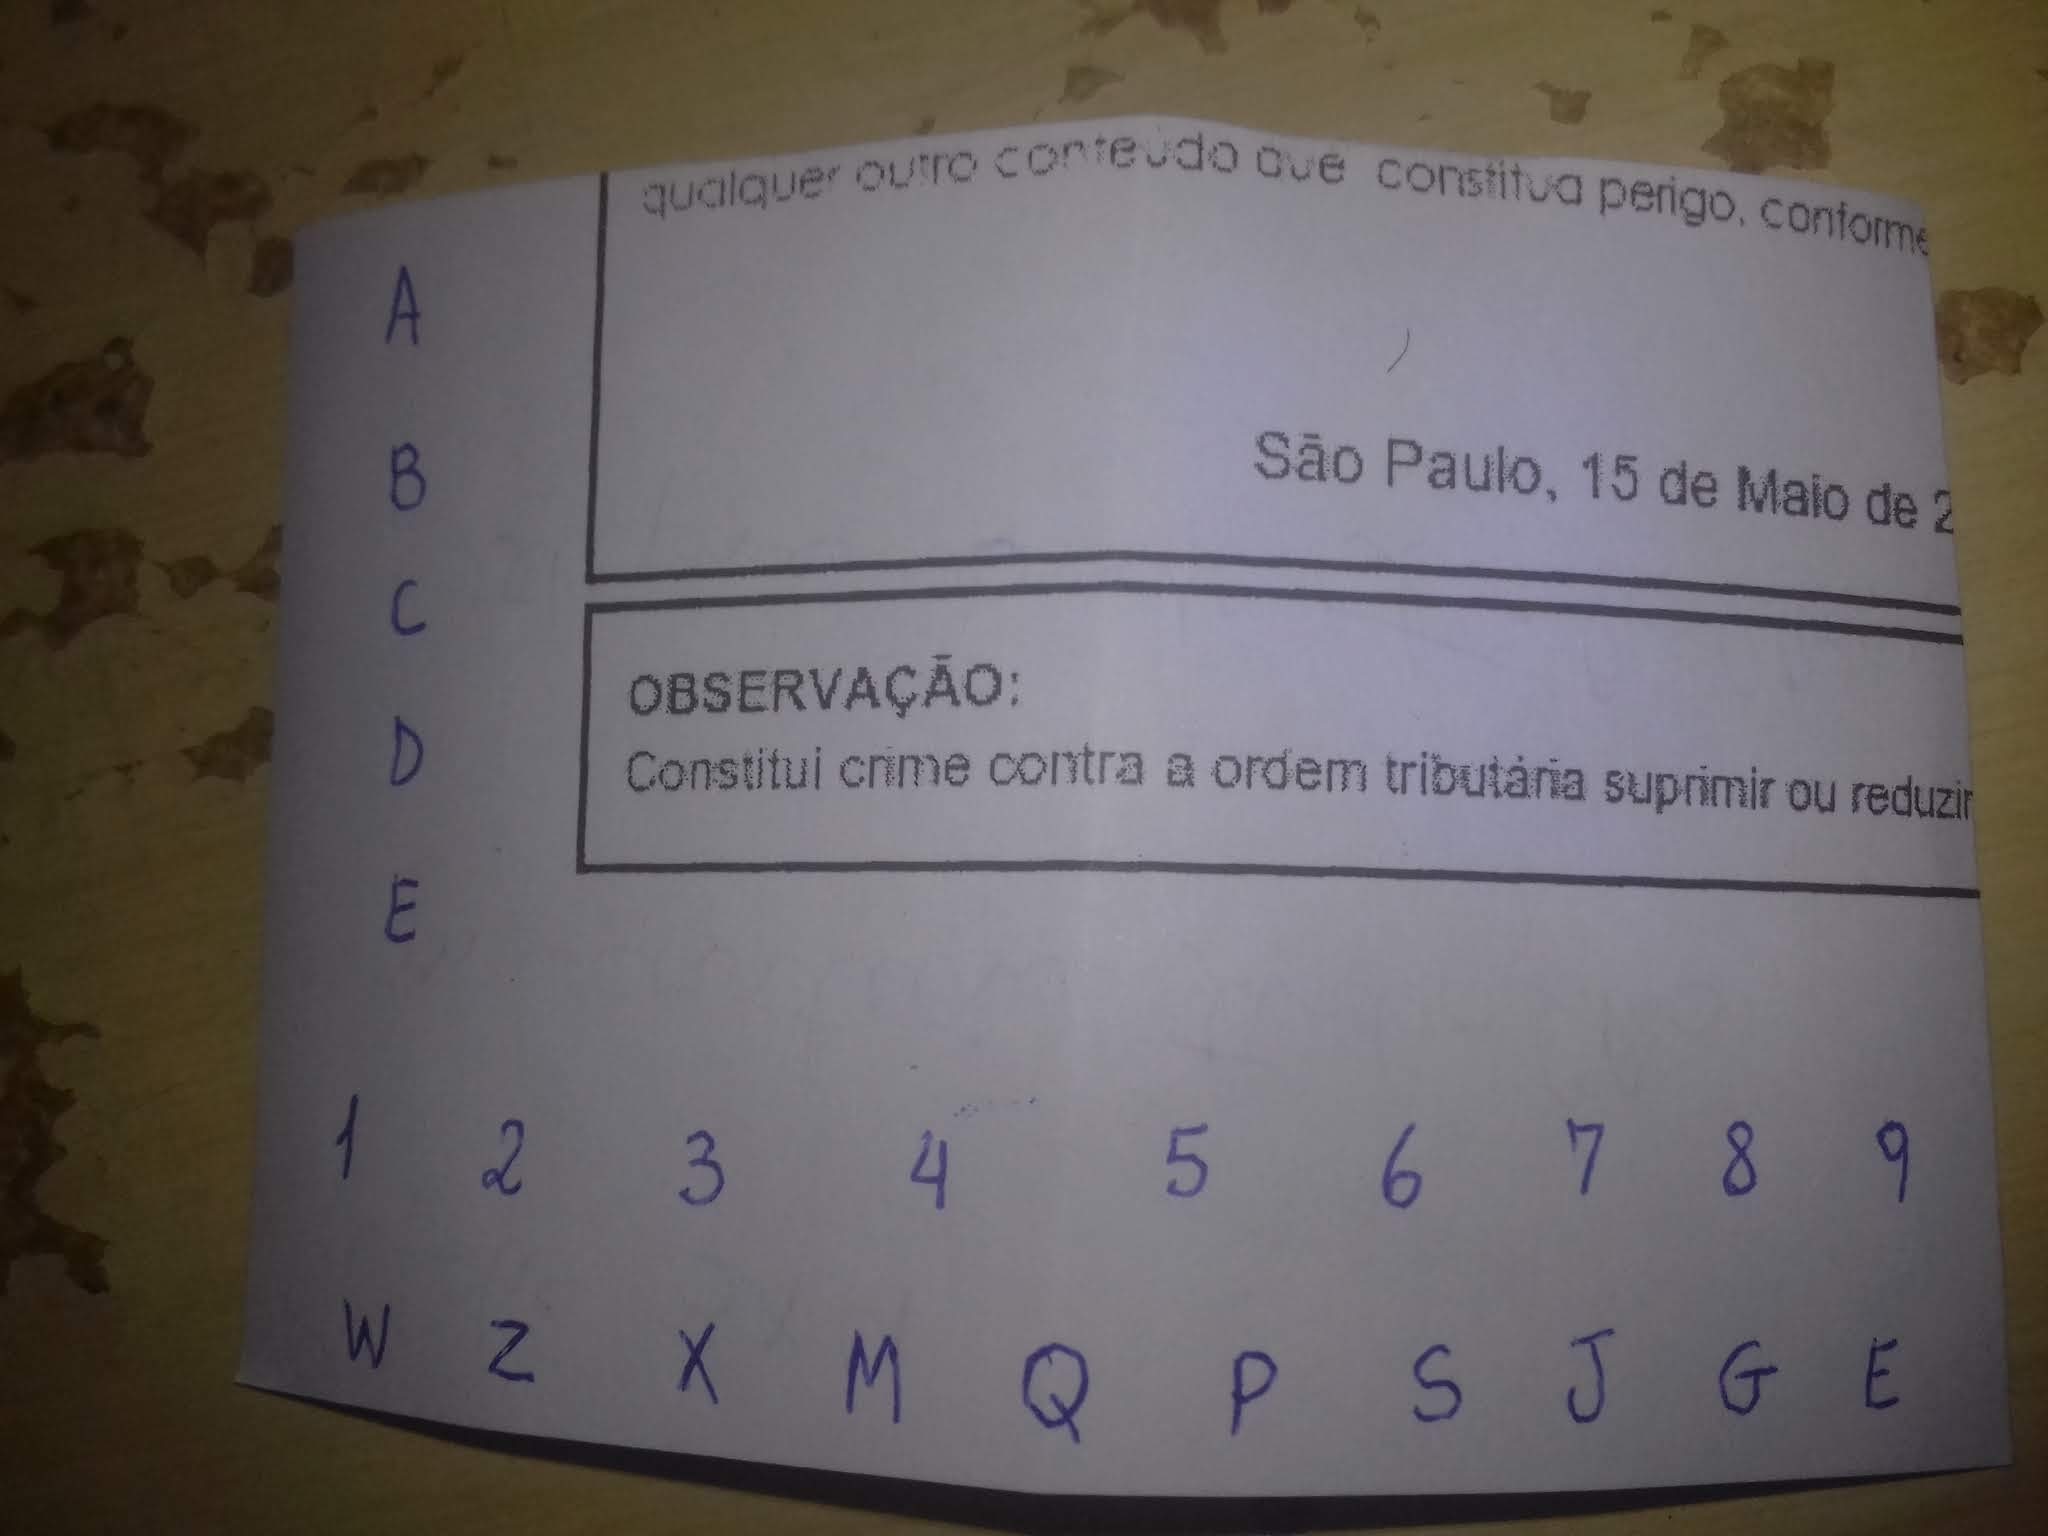 qualquer outro conteúdo que constitua perigo, conforme
A
São Paulo, 15 de Maio de 2
B
C
OBSERVAÇÃO:
D
Constitui crime contra a ordem tributária suprimir ou reduzir
E
1 2 3 4 5 6 7 8 9
W Z X M Q P S J G E